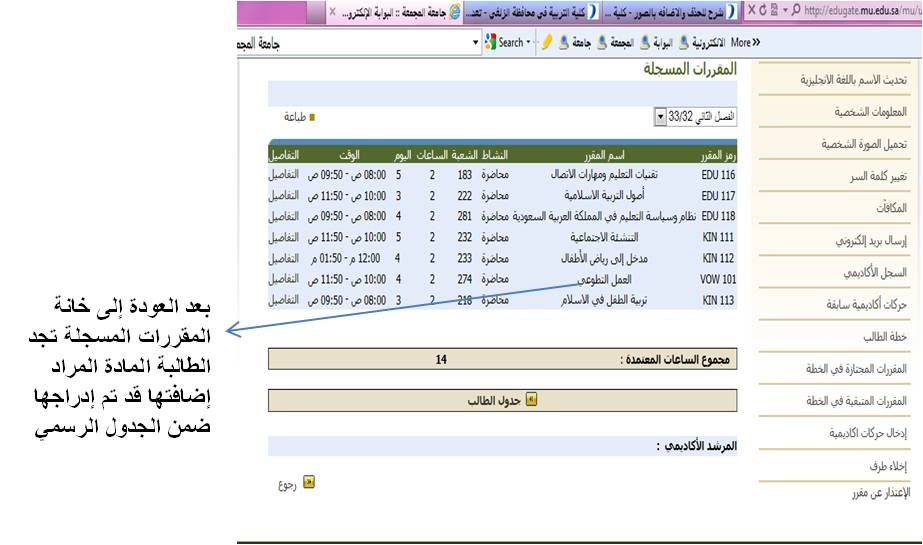 http://edugate.mu.edu.sa/mu/u
شرح للحذف والاضافه بالصور - كلية ...
كلية التربية في محافظة الزلفي - تعد...
جامعة المجمعة :: البوابة الإلكترو...
جامعة المجم
Search
جامعة
المجمعة
البوابة
الالكترونية
More
المقررات المسجلة
الفصل الثاني 33/32
طباعة
رمز المقرر اسم المقرر النشاط الشعبة الساعات اليوم الوقت التفاصيل
EDU 116 تقنيات التعليم ومهارات الاتصال محاضرة 183 2 5 08:00 ص - 09:50 ص التفاصيل
EDU 117 أصول التربية الاسلامية محاضرة 222 2 3 10:00 ص - 11:50 ص التفاصيل
EDU 118 نظام وسياسة التعليم في المملكة العربية السعودية محاضرة 281 2 4 08:00 ص - 09:50 ص التفاصيل
KIN 111 التنشئة الاجتماعية محاضرة 232 2 5 10:00 ص - 11:50 ص التفاصيل
KIN 112 مدخل إلى رياض الأطفال محاضرة 233 2 4 12:00 م - 01:50 م التفاصيل
VOW 101 العمل التطوعي محاضرة 274 2 4 10:00 ص - 11:50 ص التفاصيل
KIN 113 تربية الطفل في الاسلام محاضرة 218 2 3 08:00 ص - 09:50 ص التفاصيل
مجموع الساعات المعتمدة : 14
جدول الطالب
المرشد الأكاديمي :
رجوع
تحديث الاسم باللغة الانجليزية
المعلومات الشخصية
تحميل الصورة الشخصية
تغيير كلمة السر
المكافآت
إرسال بريد إلكتروني
السجل الأكاديمي
حركات أكاديمية سابقة
خطة الطالب
المقررات المجتازة في الخطة
المقررات المتبقية في الخطة
إدخال حركات اكاديمية
إخلاء طرف
الإعتذار عن مقرر
بعد العودة إلى خانة
المقررات المسجلة تجد
الطالبة المادة المراد
إضافتها قد تم إدراجها
ضمن الجدول الرسمي